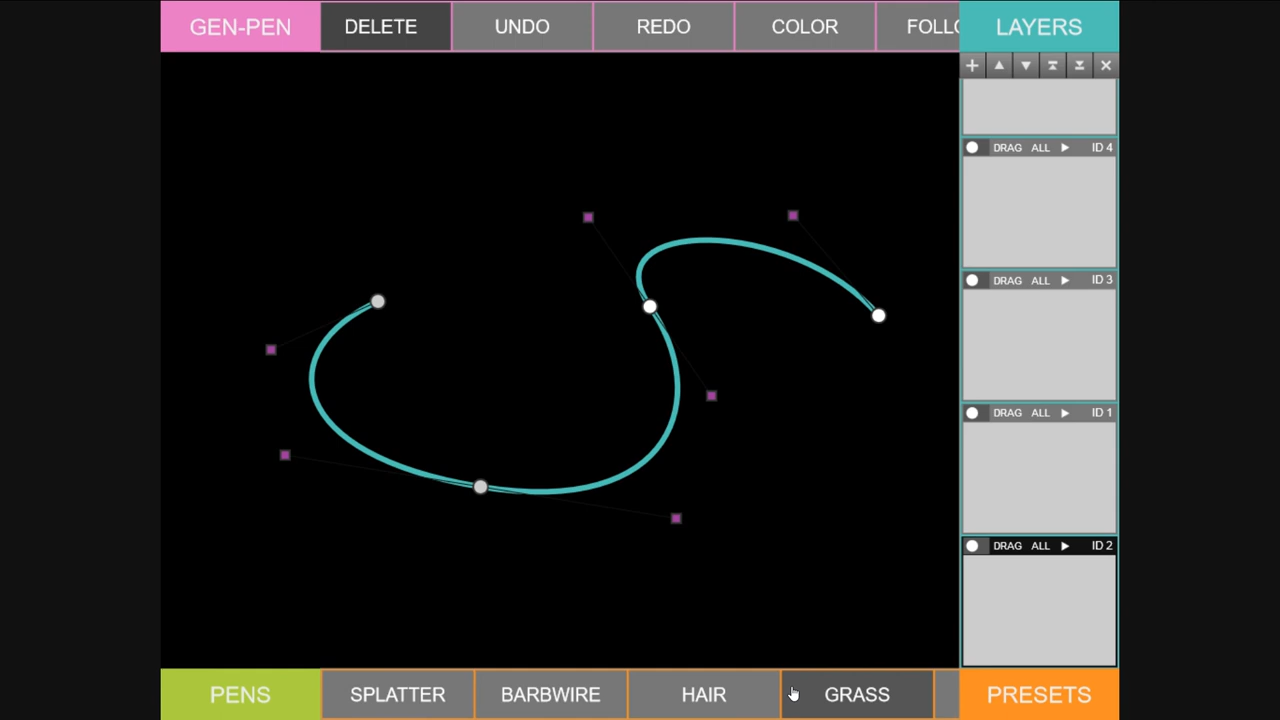 GEN-PEN DELETE UNDO REDO COLOR FOLLO LAYERS
DRAG ALL ID 4
DRAG ALL ID 3
DRAG ALL ID 1
DRAG ALL ID 2
PENS SPLATTER BARBWIRE HAIR GRASS PRESETS